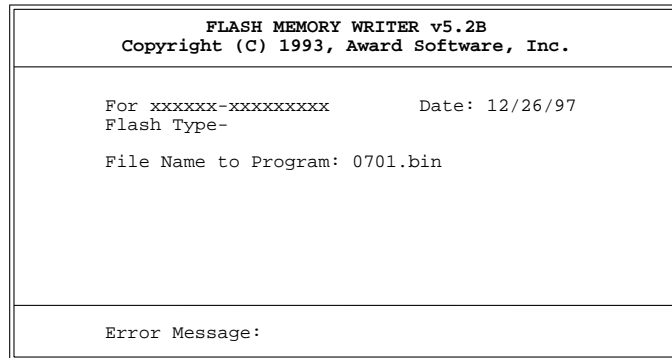 FLASH MEMORY WRITER v5.2B
Copyright (C) 1993, Award Software, Inc.
For xxxxxx-xxxxxxxxx Date: 12/26/97
Flash Type-
File Name to Program: 0701.bin
Error Message: